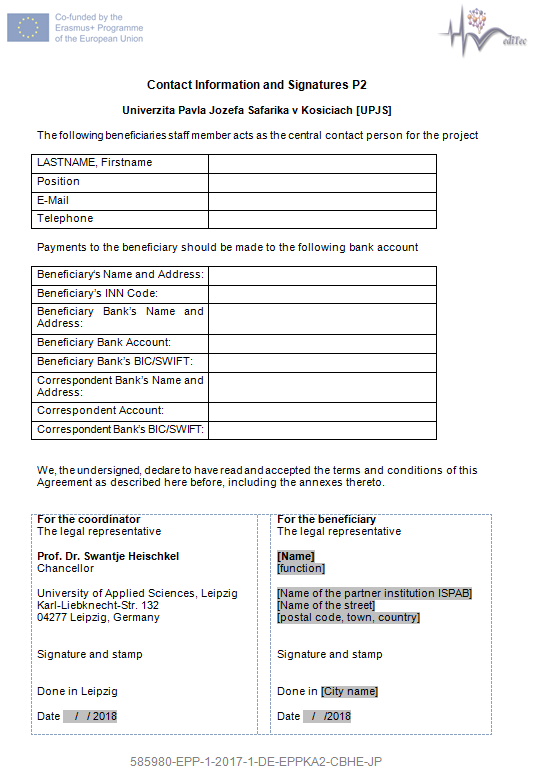 Co-funded by the
Erasmus+ Programme
of the European Union
ediTec
Contact Information and Signatures P2
Univerzita Pavla Jozefa Safarika v Kosiciach [UPJS]
The following beneficiaries staff member acts as the central contact person for the project
LASTNAME, Firstname
Position
E-Mail
Telephone
Payments to the beneficiary should be made to the following bank account
Beneficiary's Name and Address:
Beneficiary's INN Code:
Beneficiary Bank's Name and
Address:
Beneficiary Bank Account:
Beneficiary Bank's BIC/SWIFT:
Correspondent Bank's Name and
Address:
Correspondent Account:
Correspondent Bank's BIC/SWIFT:
We, the undersigned, declare to have read and accepted the terms and conditions of this
Agreement as described here before, including the annexes thereto.
For the coordinator
The legal representative
Prof. Dr. Swantje Heischkel
Chancellor
University of Applied Sciences, Leipzig
Karl-Liebknecht-Str. 132
04277 Leipzig, Germany
Signature and stamp
Done in Leipzig
Date / / 2018
For the beneficiary
The legal representative
[Name]
[function]
[Name of the partner institution ISPAB]
[Name of the street]
[postal code, town, country]
Signature and stamp
Done in [City name]
Date / /2018
585980-EPP-1-2017-1-DE-EPPKA2-CBHE-JP